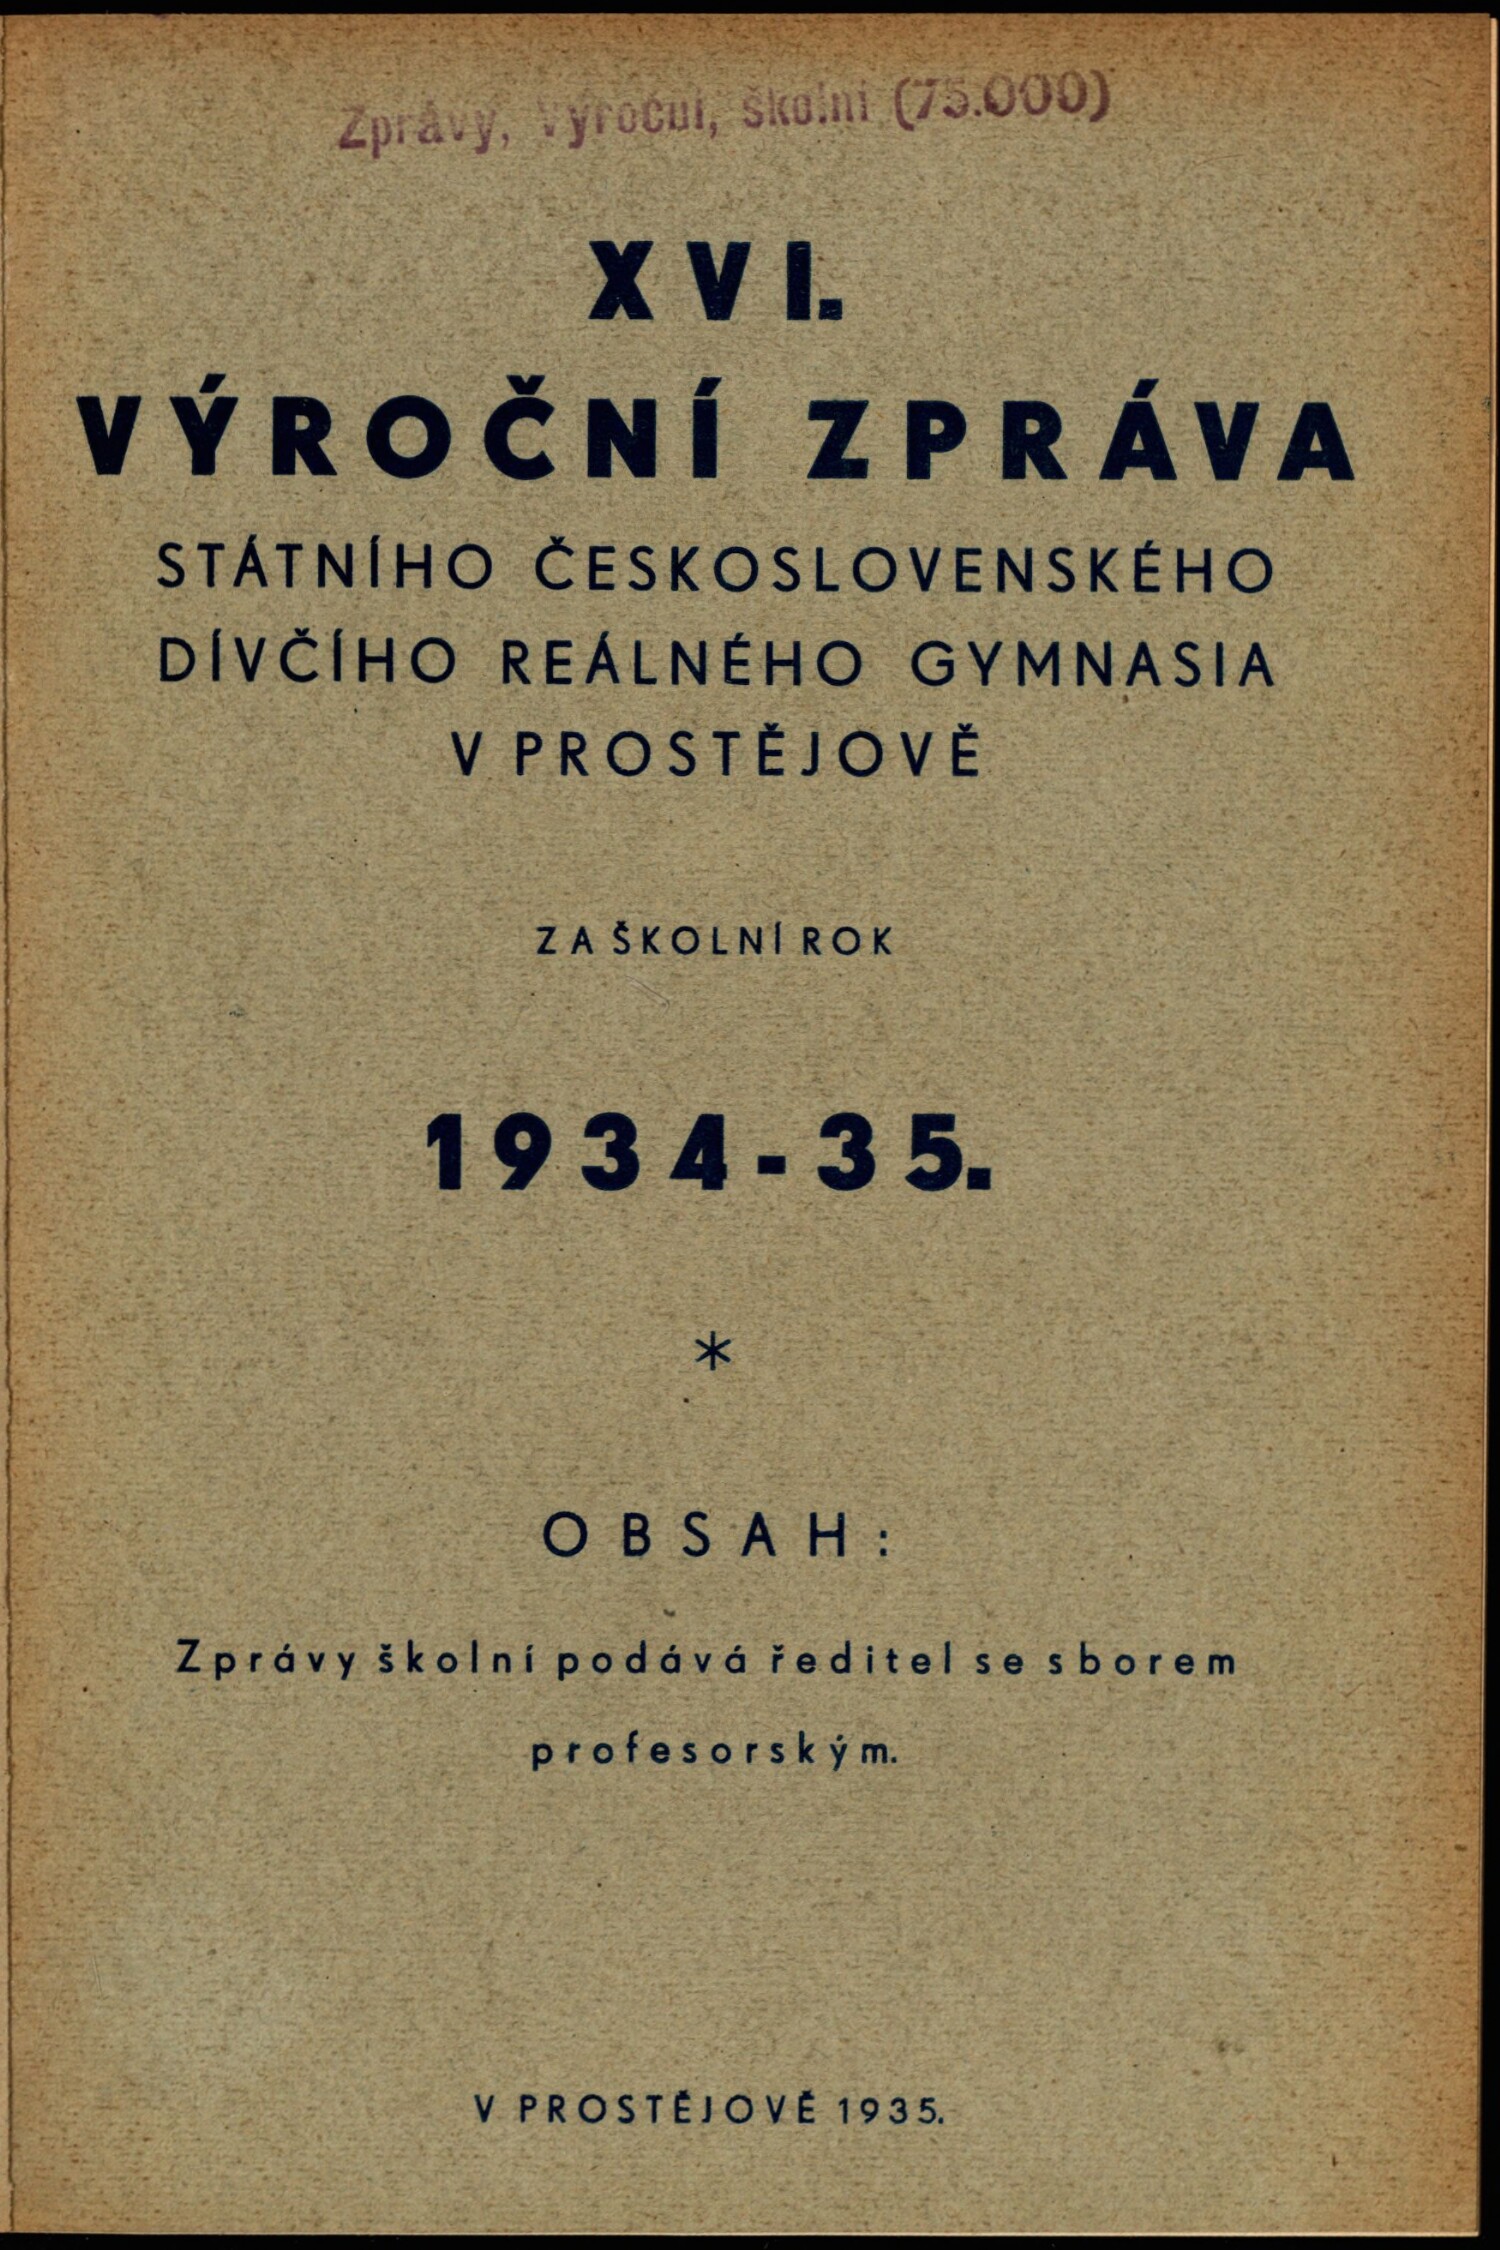 Zprávy, výroční, školní (75.000)
XVI.
VÝROČNÍ ZPRÁVA
STÁTNÍHO ČESKOSLOVENSKÉHO
DÍVČÍHO REÁLNÉHO GYMNASIA
V PROSTĚJOVĚ
ZA ŠKOLNÍ ROK
1934-35.
*
OBSAH:
Zprávy školní podává ředitel se sborem
profesorským.
V PROSTĚJOVĚ 1935.